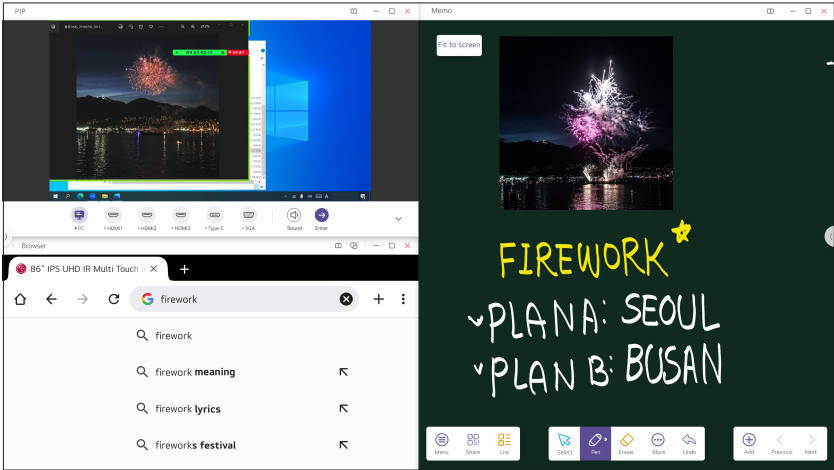 PIP
PC
HDMI1
HDMI2
HDMI3
Type-C
VGA
Sound
Enter
Browser
86" IPS UHD IR Multi Touch
firework
firework
firework meaning
firework lyrics
fireworks festival
Memo
Fit to screen
FIREWORK
PLAN A: SEOUL
PLAN B: BUSAN
Menu
Share
List
Select
Pen
Eraser
More
Undo
Add
Previous
Next